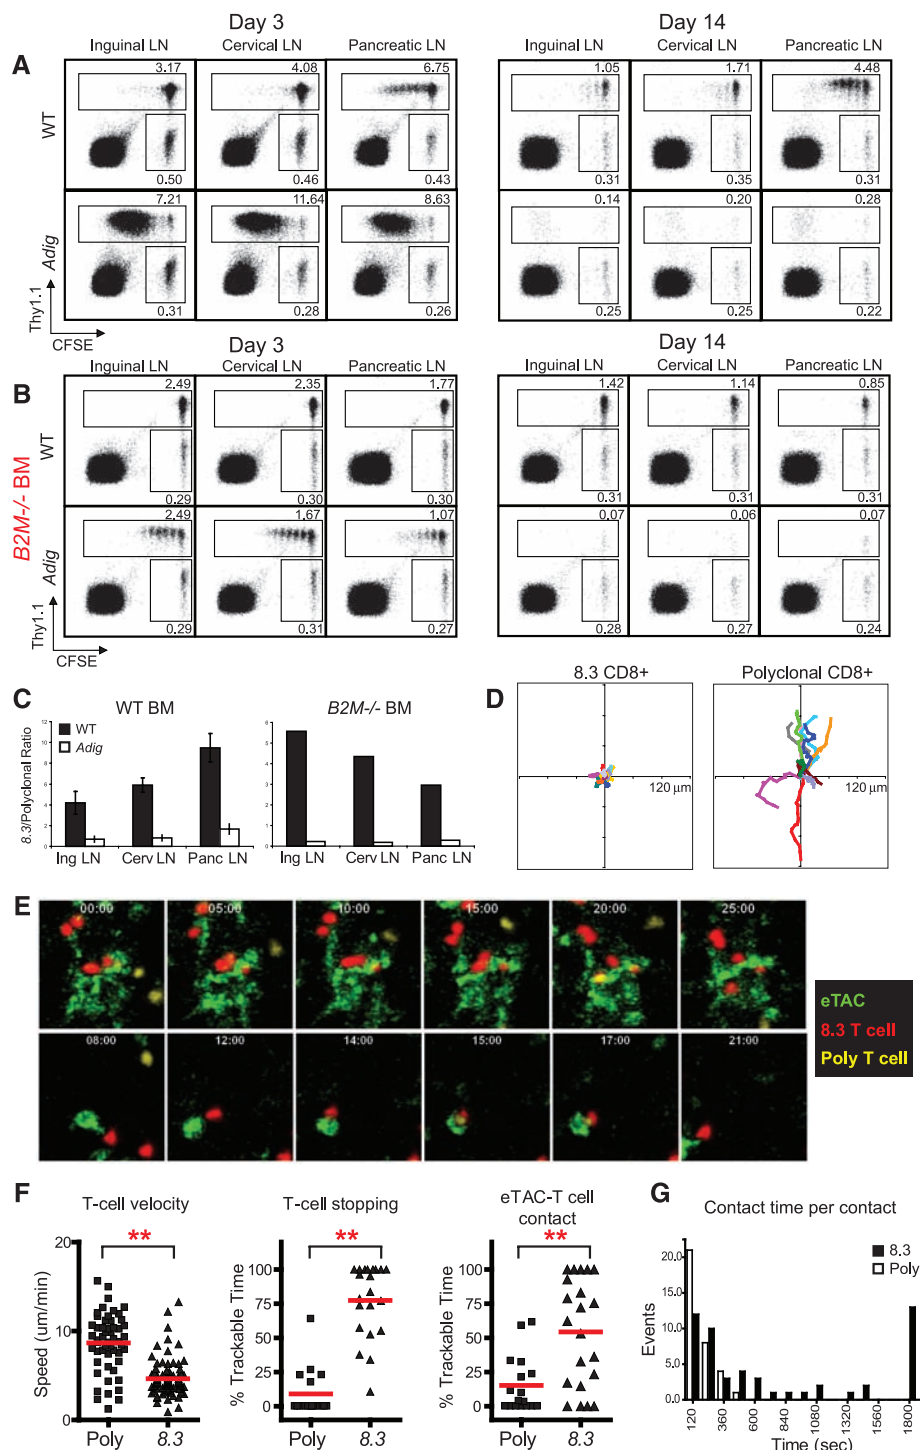 Day 3
Day 14
Inguinal LN Cervical LN Pancreatic LN
Inguinal LN Cervical LN Pancreatic LN
A
WT
3.17 4.08 6.75
1.05 1.71 4.48
0.50 0.46 0.43
0.31 0.35 0.31
Adig
7.21 11.64 8.63
0.14 0.20 0.28
0.31 0.28 0.26
0.25 0.25 0.22
Thy1.1
CFSE
Day 3
Day 14
Inguinal LN Cervical LN Pancreatic LN
Inguinal LN Cervical LN Pancreatic LN
B
B2M-/- BM
WT
2.49 2.35 1.77
1.42 1.14 0.85
0.29 0.30 0.30
0.31 0.31 0.31
Adig
2.49 1.67 1.07
0.07 0.06 0.07
0.29 0.31 0.27
0.28 0.27 0.24
Thy1.1
CFSE
C
WT BM
B2M-/- BM
WT
Adig
8.3/Polyclonal Ratio
12
10
8
6
4
2
0
6
5
4
3
2
1
0
Ing LN Cerv LN Panc LN
Ing LN Cerv LN Panc LN
D
8.3 CD8+
Polyclonal CD8+
120 µm
120 µm
E
00:00 05:00 10:00 15:00 20:00 25:00
08:00 12:00 14:00 15:00 17:00 21:00
eTAC
8.3 T cell
Poly T cell
F
T-cell velocity
**
Speed (um/min)
20
10
0
Poly 8.3
T-cell stopping
**
% Trackable Time
100
75
50
25
0
Poly 8.3
eTAC-T cell
contact
**
% Trackable Time
100
75
50
25
0
Poly 8.3
G
Contact time per contact
8.3
Poly
Events
20.0
15.0
10.0
5.0
0
120 360 600 840 1080 1320 1560 1800
Time (sec)